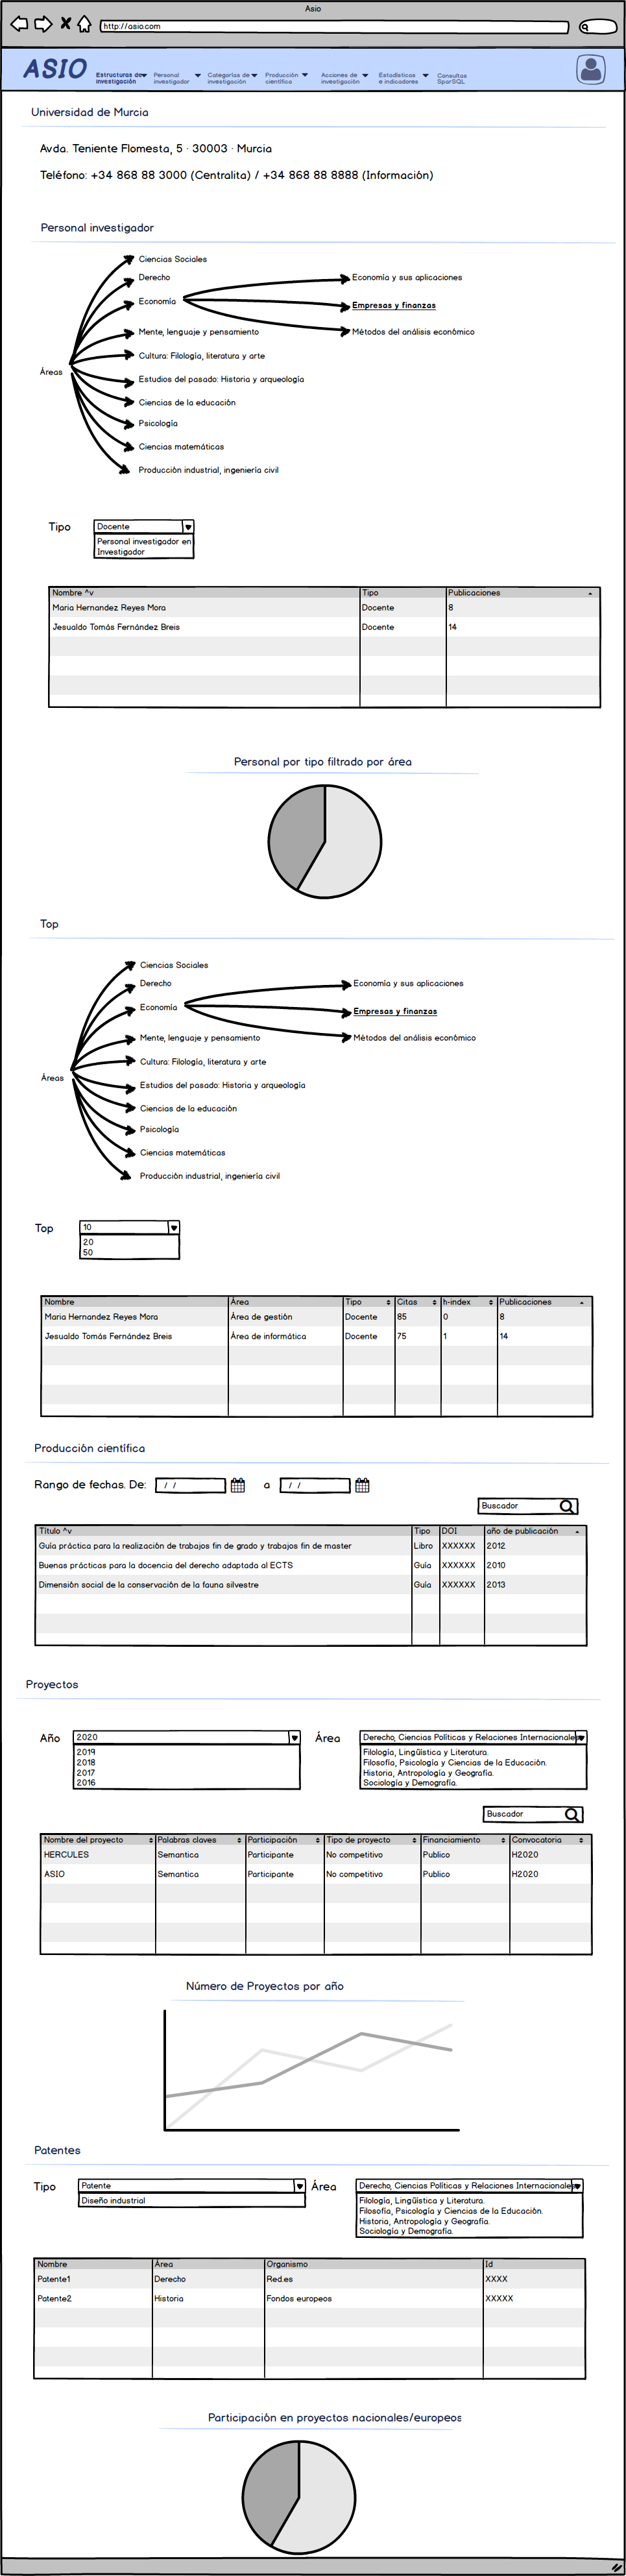 Asio
http://asio.com
ASIO
Estructuras de investigación
Personal investigador
Categorías de investigación
Producción científica
Acciones de investigación
Estadísticas e indicadores
Consultas SparSQL
Universidad de Murcia
Avda. Teniente Flomesta, 5 · 30003 · Murcia
Teléfono: +34 868 88 3000 (Centralita) / +34 868 88 8888 (Información)
Personal investigador
Ciencias Sociales
Derecho
Economía y sus aplicaciones
Economía
Empresas y finanzas
Mente, lenguaje y pensamiento
Métodos del análisis económico
Cultura: Filología, literatura y arte
Áreas
Estudios del pasado: Historia y arqueología
Ciencias de la educación
Psicología
Ciencias matemáticas
Producción industrial, ingeniería civil
Tipo
Docente
Personal investigador en
Investigador
Nombre ^v Tipo Publicaciones
Maria Hernandez Reyes Mora Docente 8
Jesualdo Tomás Fernández Breis Docente 14
Personal por tipo filtrado por área
Top
Ciencias Sociales
Derecho
Economía y sus aplicaciones
Economía
Empresas y finanzas
Mente, lenguaje y pensamiento
Métodos del análisis económico
Cultura: Filología, literatura y arte
Áreas
Estudios del pasado: Historia y arqueología
Ciencias de la educación
Psicología
Ciencias matemáticas
Producción industrial, ingeniería civil
Top
10
20
50
Nombre Área Tipo Citas h-index Publicaciones
Maria Hernandez Reyes Mora Área de gestión Docente 85 0 8
Jesualdo Tomás Fernández Breis Área de informática Docente 75 1 14
Producción científica
Rango de fechas. De: / / a / /
Buscador
Titulo ^v Tipo DOI año de publicación
Guía práctica para la realización de trabajos fin de grado y trabajos fin de master Libro XXXXXX 2012
Buenas prácticas para la docencia del derecho adaptada al ECTS Guía XXXXXX 2010
Dimensión social de la conservación de la fauna silvestre Guía XXXXXX 2013
Proyectos
Año
2020
2019
2018
2017
2016
Área
Derecho, Ciencias Políticas y Relaciones Internacionales
Filología, Lingüística y Literatura.
Filosofía, Psicología y Ciencias de la Educación.
Historia, Antropología y Geografía.
Sociología y Demografía.
Buscador
Nombre del proyecto Palabras claves Participación Tipo de proyecto Financiamiento Convocatoria
HERCULES Semantica Participante No competitivo Publico H2020
ASIO Semantica Participante No competitivo Publico H2020
Número de Proyectos por año
Patentes
Tipo
Patente
Diseño industrial
Área
Derecho, Ciencias Políticas y Relaciones Internacionales
Filología, Lingüística y Literatura.
Filosofía, Psicología y Ciencias de la Educación.
Historia, Antropología y Geografía.
Sociología y Demografía.
Nombre Área Organismo Id
Patente1 Derecho Red.es XXXX
Patente2 Historia Fondos europeos XXXXX
Participación en proyectos nacionales/europeos